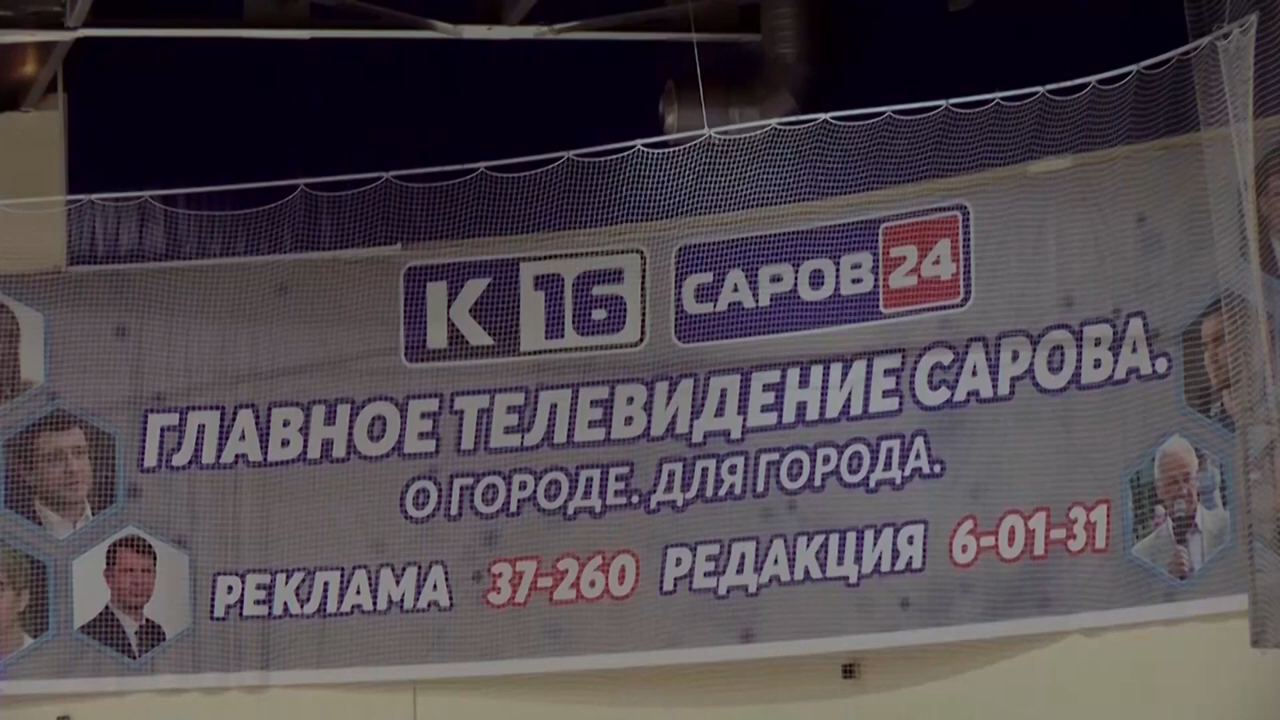 К 16 САРОВ 24
ГЛАВНОЕ ТЕЛЕВИДЕНИЕ САРОВА.
О ГОРОДЕ. ДЛЯ ГОРОДА.
РЕКЛАМА 37-260 РЕДАКЦИЯ 6-01-31